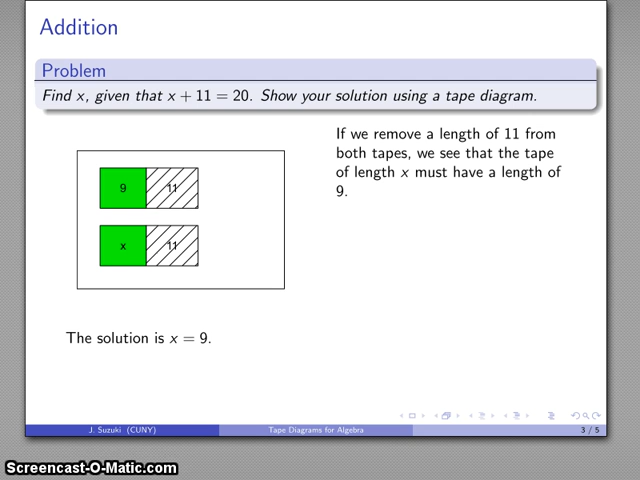 Addition
Problem
Find x, given that x + 11 = 20. Show your solution using a tape diagram.
If we remove a length of 11 from
both tapes, we see that the tape
of length x must have a length of
9.
9 11
x 11
The solution is x = 9.
J. Suzuki (CUNY) Tape Diagrams for Algebra 3 / 5
Screencast-O-Matic.com